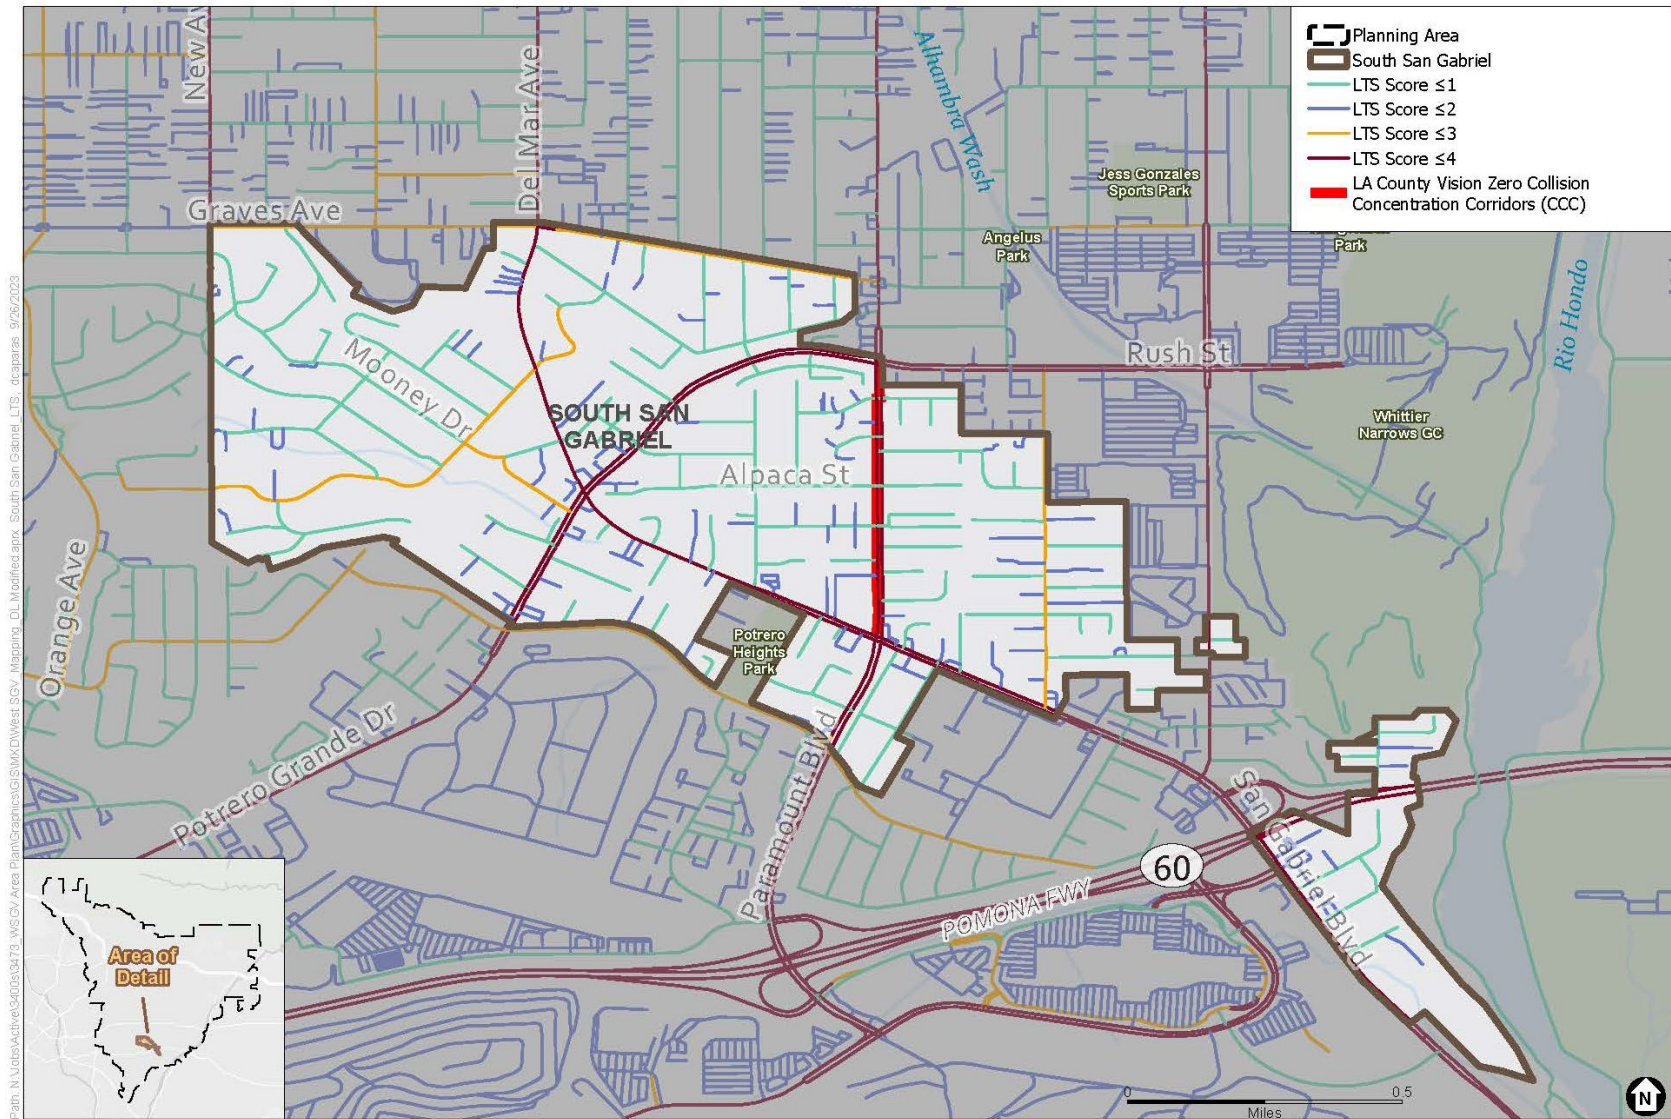 Planning Area
South San Gabriel
LTS Score ≤1
LTS Score ≤2
LTS Score ≤3
LTS Score ≤4
LA County Vision Zero Collision
Concentration Corridors (CCC)
New Av
Del Mar Ave
Alhambra Wash
Jess Gonzales
Sports Park
Graves Ave
Angelus
Park
Park
Rio Hondo
Rush St
Mooney Dr
SOUTH SAN
GABRIEL
Whittier
Narrows GC
Alpaca St
Orange Ave
Potrero
Heights
Park
Potrero Grande Dr
Paramount Blvd
San Gabriel Blvd
60
POMONA FWY
Area of
Detail
0
0.5
Miles
N